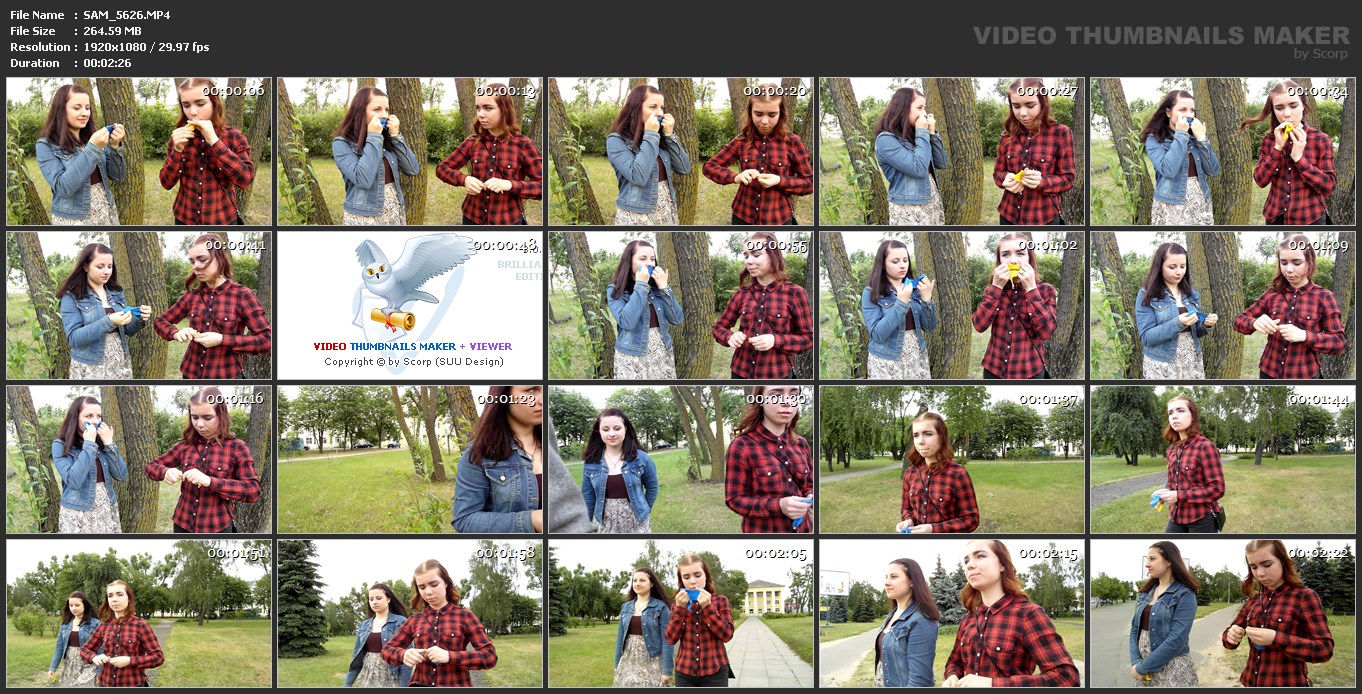 File Name : SAM_5626.MP4
File Size : 264.59 MB
Resolution : 1920x1080 / 29.97 fps
Duration : 00:02:26
VIDEO THUMBNAILS MAKER
by Scorp
00:00:06
00:00:13
00:00:20
00:00:27
00:00:34
00:00:41
00:00:48
BRILLIA
EDIT
VIDEO THUMBNAILS MAKER + VIEWER
Copyright © by Scorp (SUU Design)
00:00:55
00:01:02
00:01:09
00:01:16
00:01:23
00:01:30
00:01:37
00:01:44
00:01:51
00:01:58
00:02:05
00:02:15
00:02:22